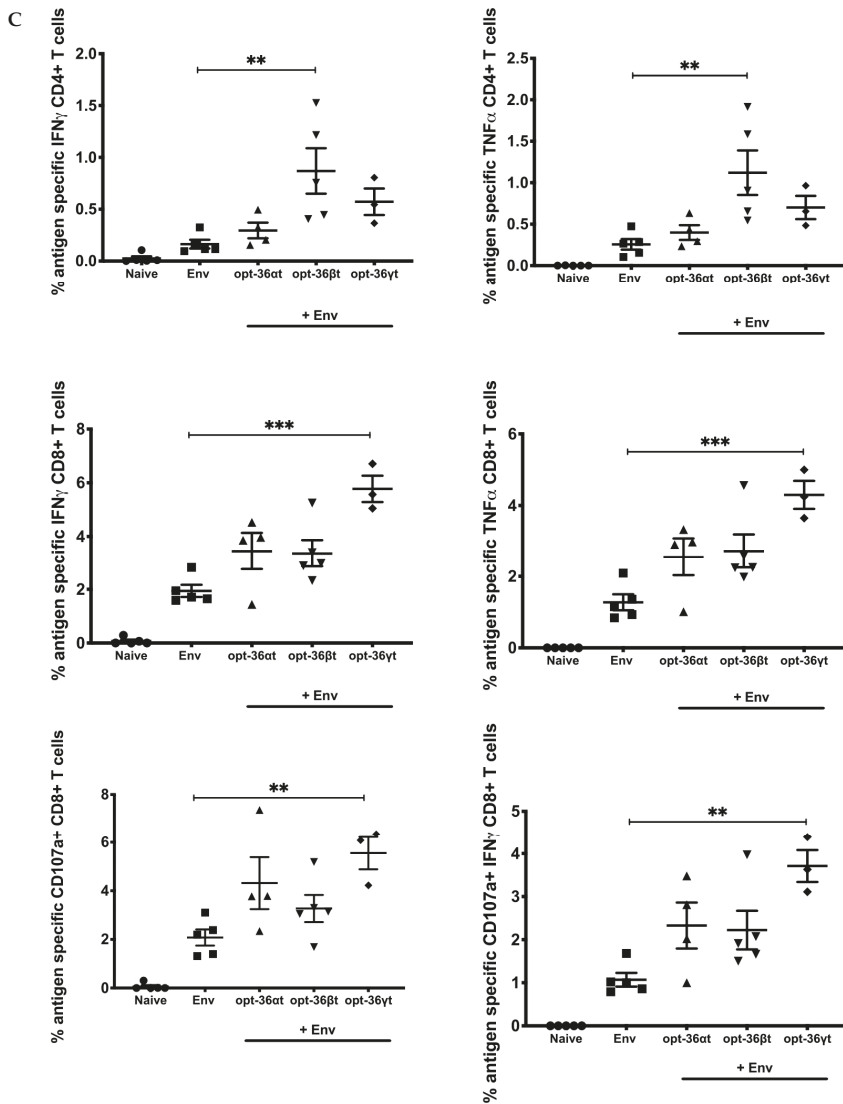 C
% antigen specific IFNγ CD4+ T cells
2.0
1.5
1.0
0.5
0.0
**
Naive Env opt-36αt opt-36βt opt-36γt
+ Env
% antigen specific TNFα CD4+ T cells
2.5
2.0
1.5
1.0
0.5
0.0
**
Naive Env opt-36αt opt-36βt opt-36γt
+ Env
% antigen specific IFNγ CD8+ T cells
8
6
4
2
0
***
Naive Env opt-36αt opt-36βt opt-36γt
+ Env
% antigen specific TNFα CD8+ T cells
6
4
2
0
***
Naive Env opt-36αt opt-36βt opt-36γt
+ Env
% antigen specific CD107a+ CD8+ T cells
8
6
4
2
0
**
Naive Env opt-36αt opt-36βt opt-36γt
+ Env
% antigen specific CD107a+ IFNγ CD8+ T cells
5
4
3
2
1
0
**
Naive Env opt-36αt opt-36βt opt-36γt
+ Env